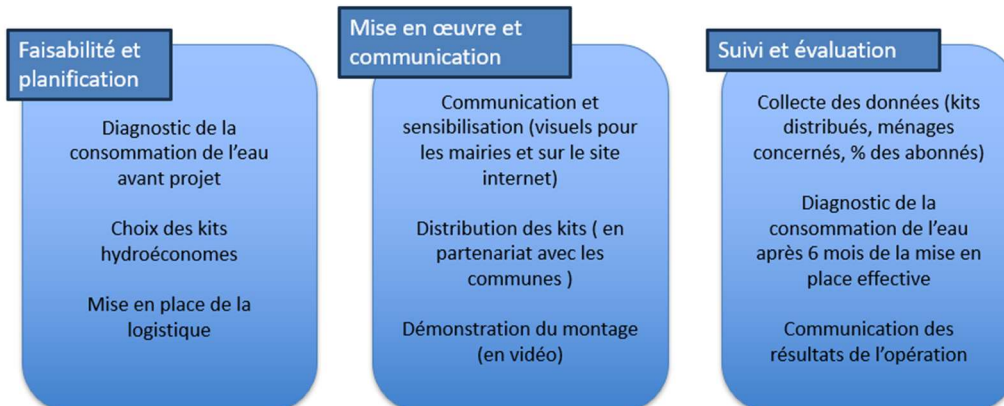 Faisabilité et
planification
Diagnostic de la
consommation de l'eau
avant projet
Choix des kits
hydroéconomes
Mise en place de la
logistique
Mise en œuvre et
communication
Communication et
sensibilisation (visuels pour
les mairies et sur le site
internet)
Distribution des kits ( en
partenariat avec les
communes )
Démonstration du montage
(en vidéo)
Suivi et évaluation
Collecte des données (kits
distribués, ménages
concernés, % des abonnés)
Diagnostic de la
consommation de l'eau
après 6 mois de la mise en
place effective
Communication des
résultats de l'opération